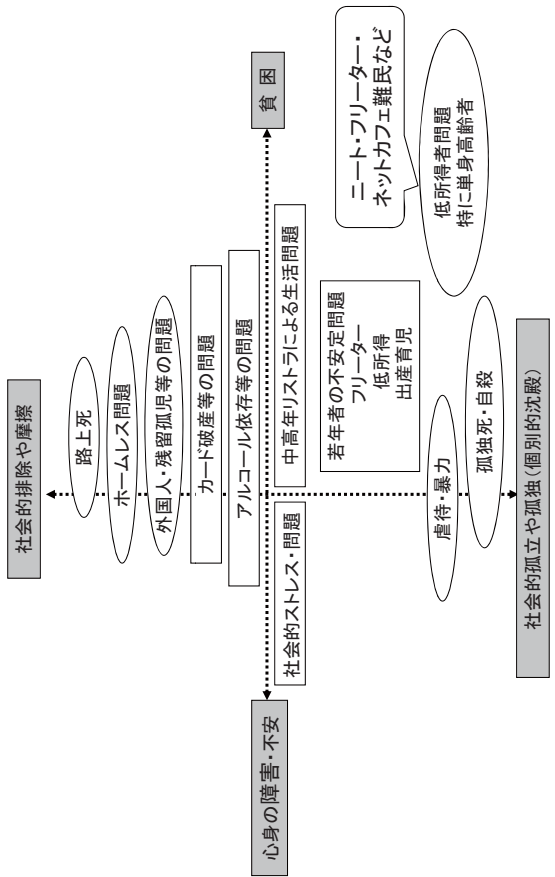 社会的排除や摩擦
路上死
ホームレス問題
外国人・残留孤児等の問題
カード破産等の問題
アルコール依存等の問題
心身の障害・不安
貧困
社会的ストレス・問題
中高年リストラによる生活問題
若年者の不安定問題
フリーター
低所得
出産育児
ニート・フリーター・
ネットカフェ難民など
低所得者問題
特に単身高齢者
虐待・暴力
孤独死・自殺
社会的孤立や孤独(個別的沈殿)